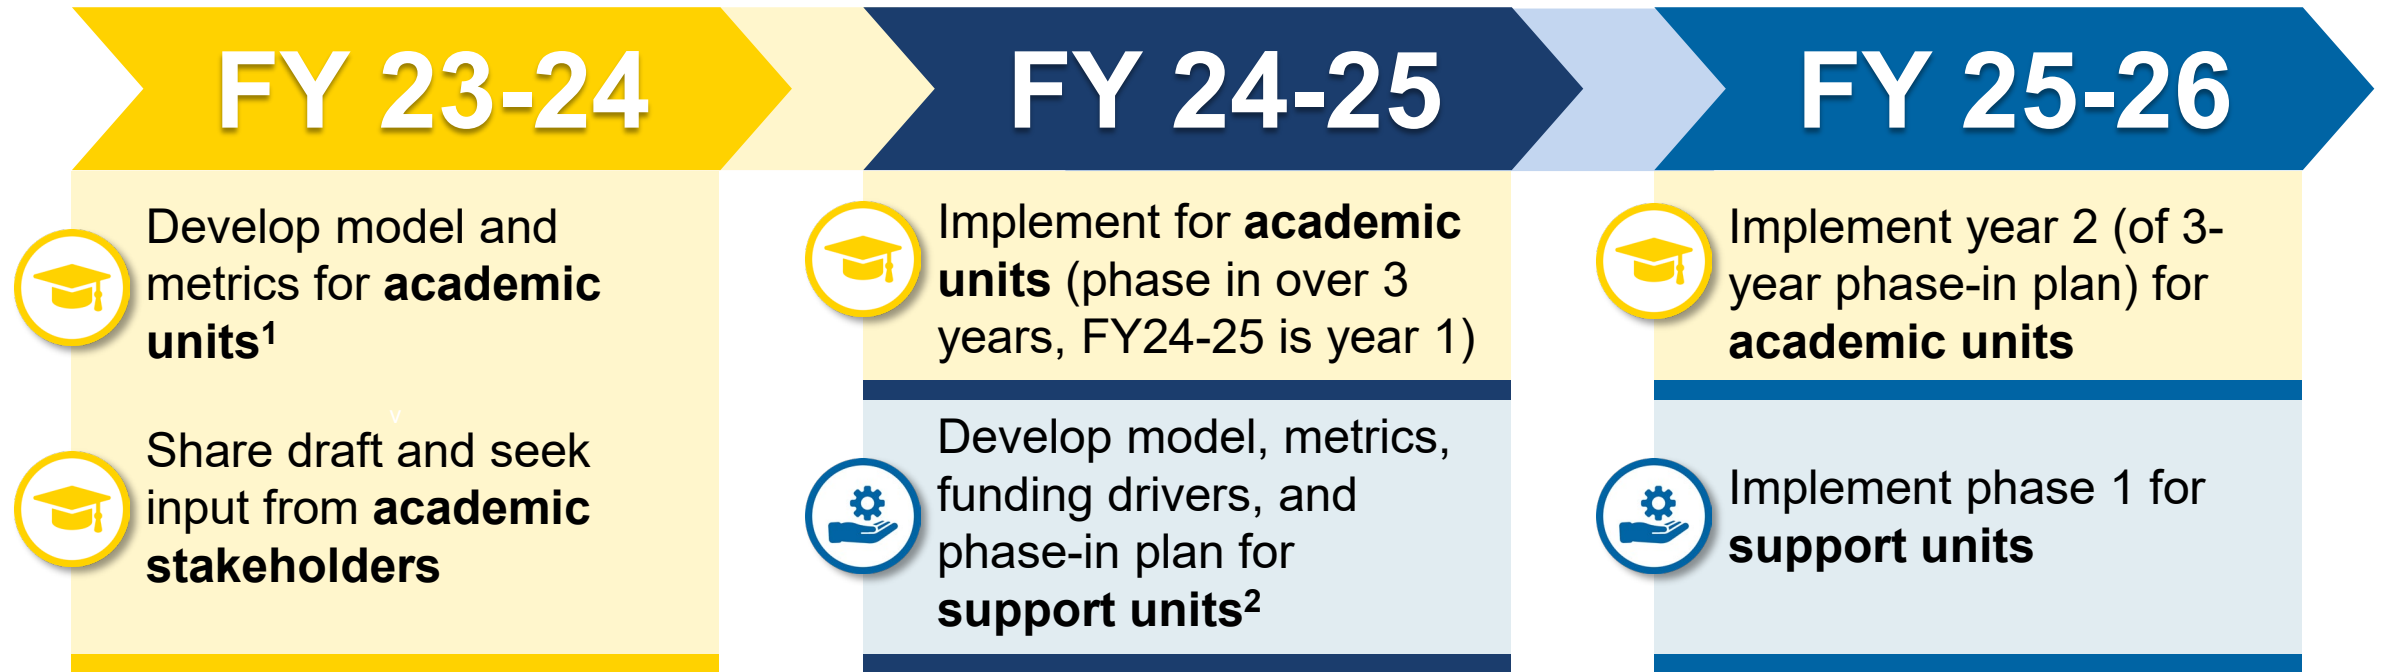 FY 23-24
Develop model and
metrics for academic
units¹
v
Share draft and seek
input from academic
stakeholders
FY 24-25
Implement for academic
units (phase in over 3
years, FY24-25 is year 1)
Develop model, metrics,
funding drivers, and
phase-in plan for
support units²
FY 25-26
Implement year 2 (of 3-
year phase-in plan) for
academic units
Implement phase 1 for
support units